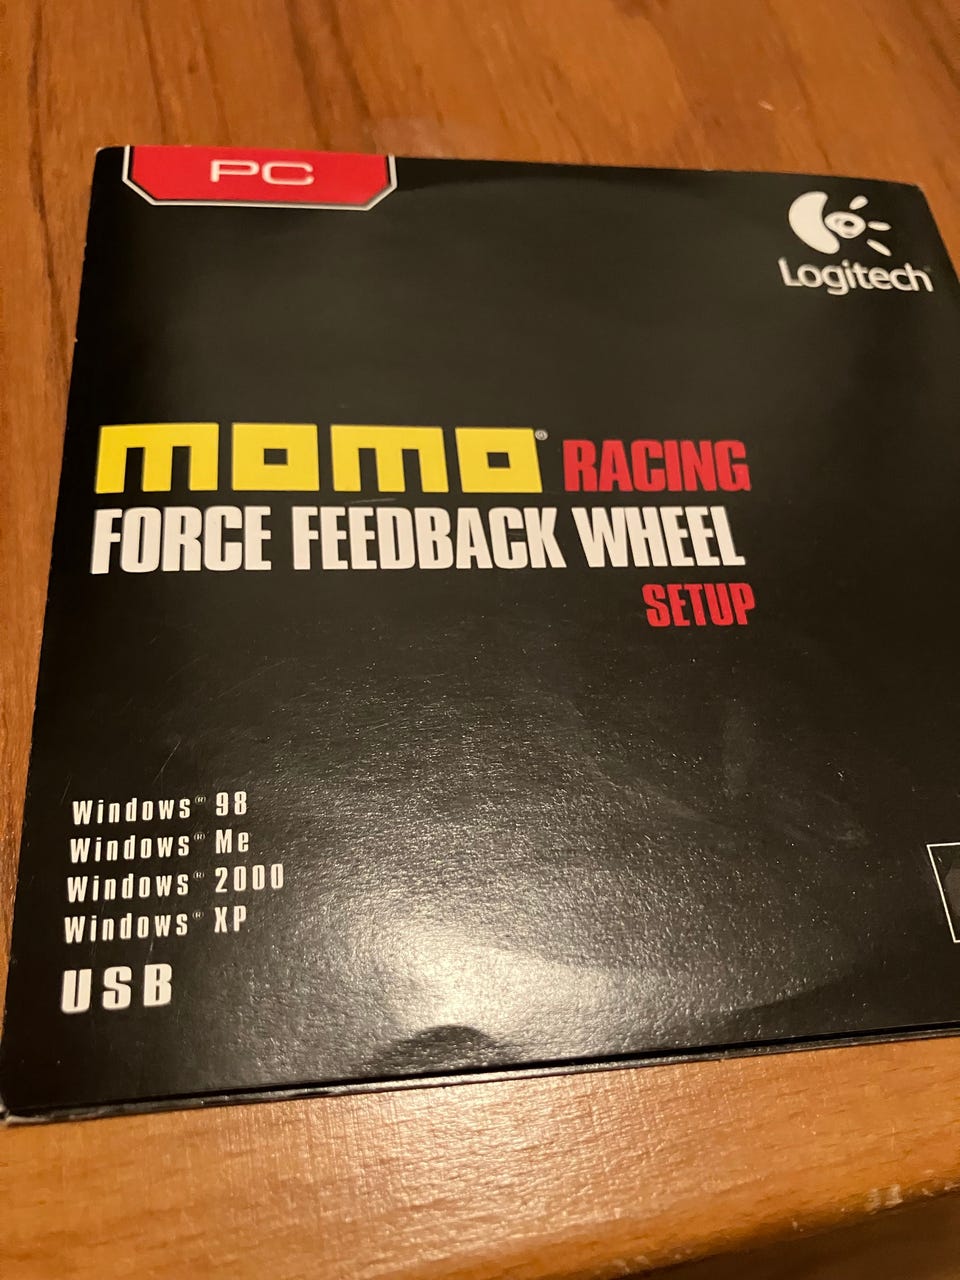 PC
Logitech
momo® RACING
FORCE FEEDBACK WHEEL
SETUP
Windows® 98
Windows® Me
Windows® 2000
Windows® XP
USB